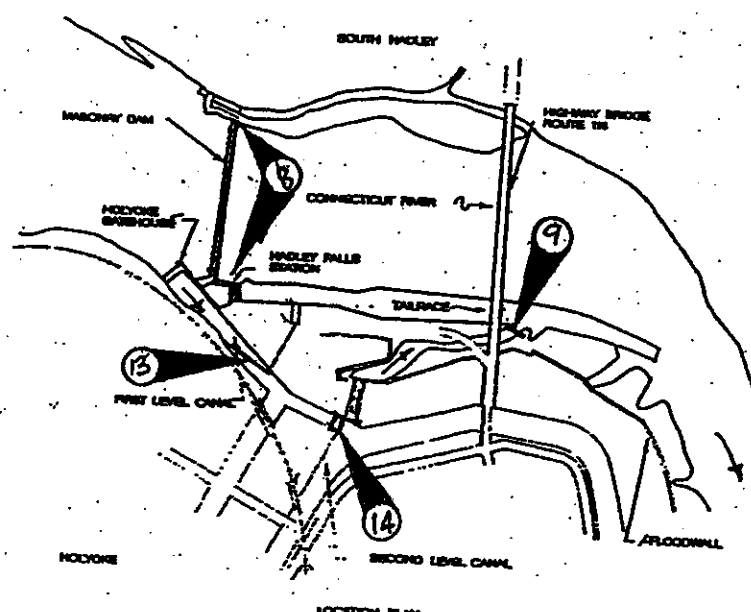 SOUTH HADLEY
MASONRY DAM
HIGHWAY BRIDGE
ROUTE 116
8
CONNECTICUT RIVER
HOLYOKE
GATEHOUSE
9
HADLEY FALLS
STATION
TAILRACE
13
FIRST LEVEL CANAL
14
HOLYOKE
SECOND LEVEL CANAL
FLOODWALL
LOCATION PLAN